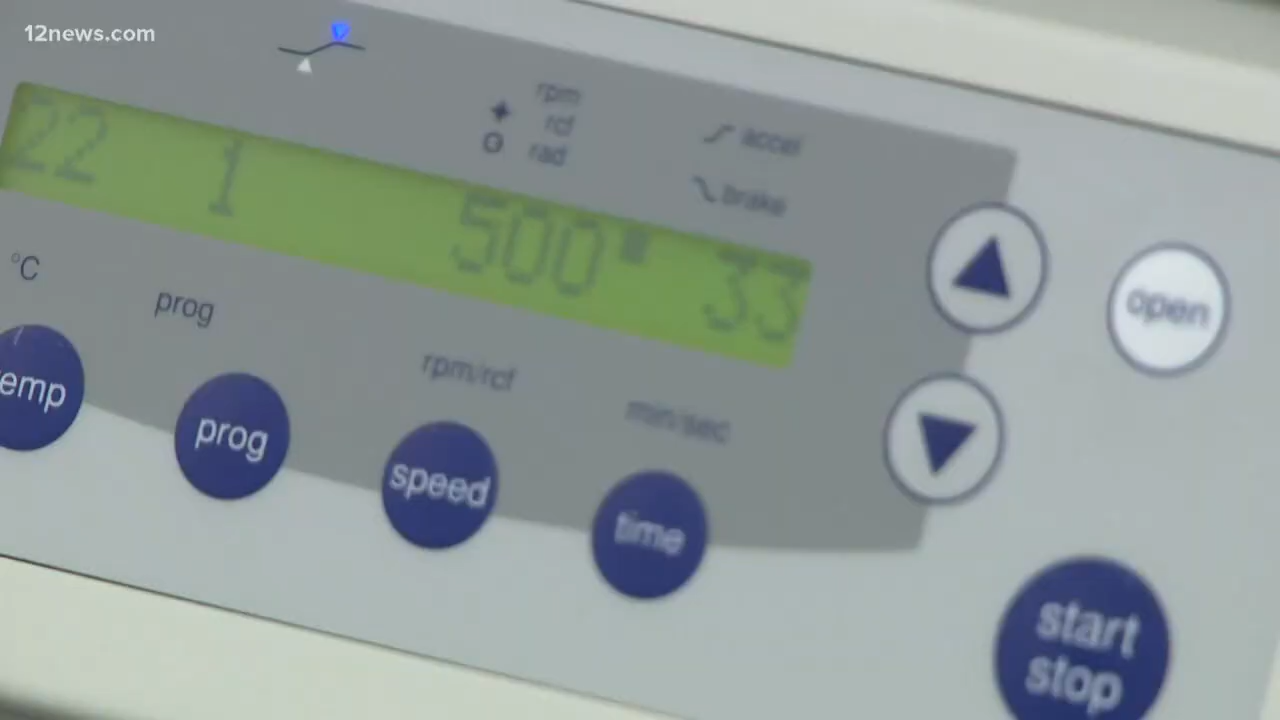 12news.com
rpm
rcf
rad
accel
brake
22 1 500 33
°C
prog
rpm/rcf
min/sec
open
temp
prog
speed
time
start
stop